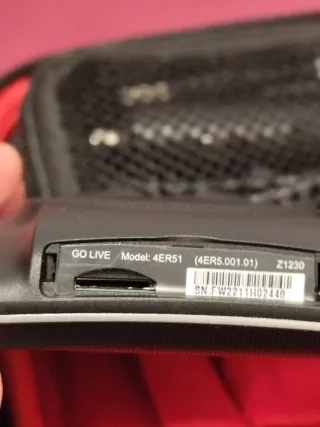 GO LIVE Model: 4ER51 (4ER5.001.01) Z1230
SN:FW2211H02448